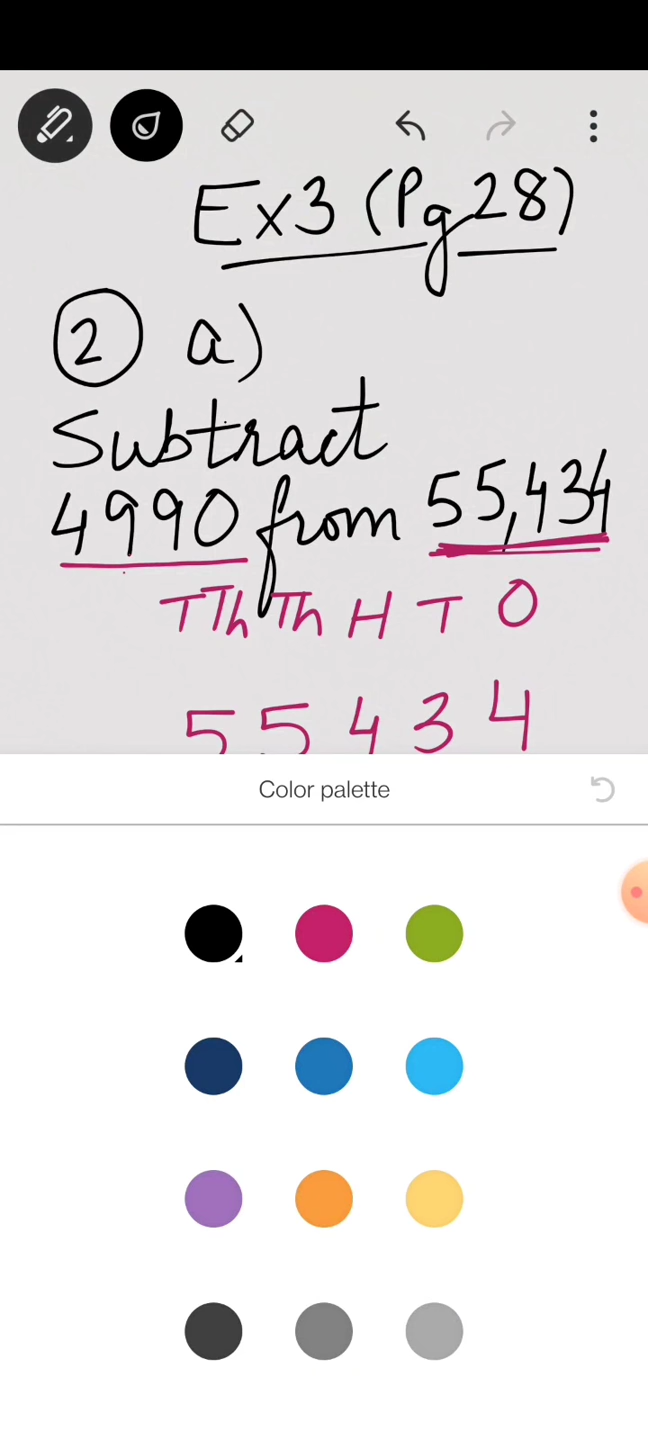 Ex3 (Pg 28)
2 a)
Subtract
4990 from 55,434
TTh Th H T O
5 5 4 3 4
Color palette